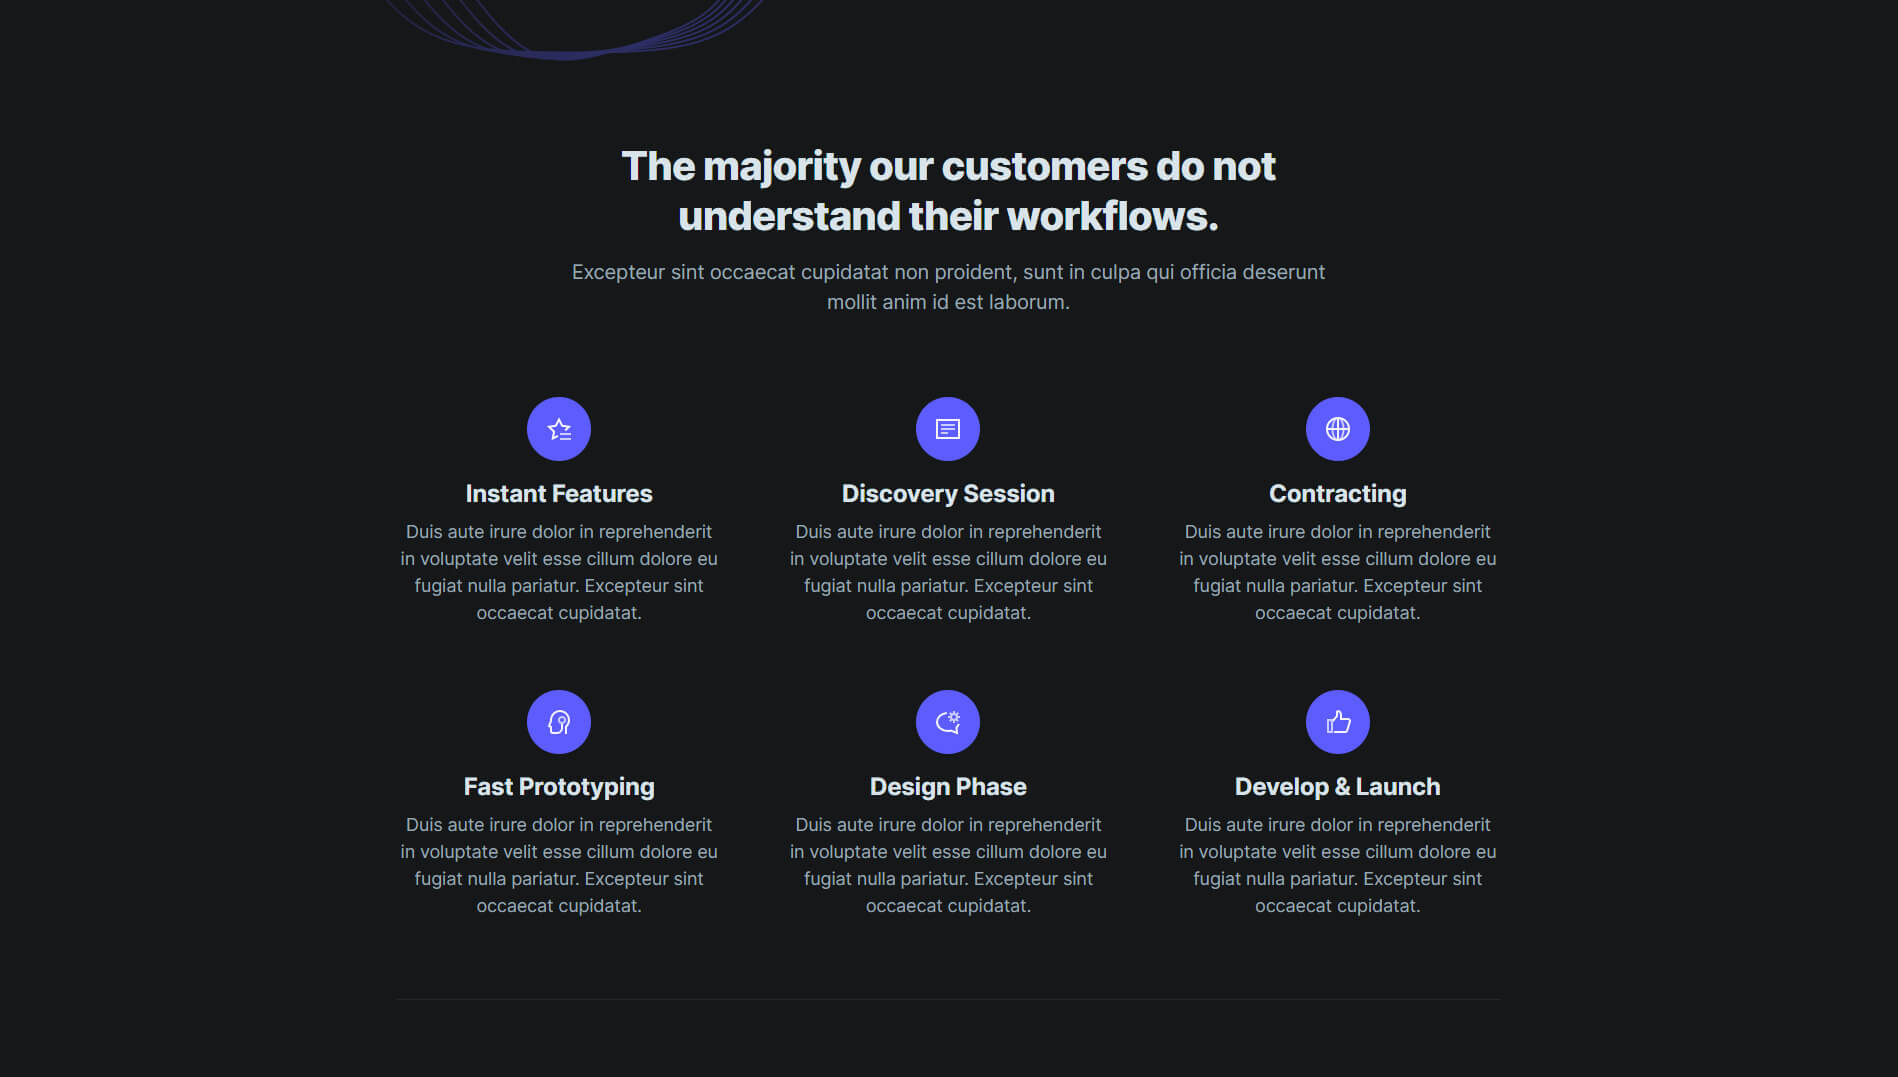 The majority our customers do not
understand their workflows.
Excepteur sint occaecat cupidatat non proident, sunt in culpa qui officia deserunt
mollit anim id est laborum.
Instant Features
Duis aute irure dolor in reprehenderit
in voluptate velit esse cillum dolore eu
fugiat nulla pariatur. Excepteur sint
occaecat cupidatat.
Discovery Session
Duis aute irure dolor in reprehenderit
in voluptate velit esse cillum dolore eu
fugiat nulla pariatur. Excepteur sint
occaecat cupidatat.
Contracting
Duis aute irure dolor in reprehenderit
in voluptate velit esse cillum dolore eu
fugiat nulla pariatur. Excepteur sint
occaecat cupidatat.
Fast Prototyping
Duis aute irure dolor in reprehenderit
in voluptate velit esse cillum dolore eu
fugiat nulla pariatur. Excepteur sint
occaecat cupidatat.
Design Phase
Duis aute irure dolor in reprehenderit
in voluptate velit esse cillum dolore eu
fugiat nulla pariatur. Excepteur sint
occaecat cupidatat.
Develop & Launch
Duis aute irure dolor in reprehenderit
in voluptate velit esse cillum dolore eu
fugiat nulla pariatur. Excepteur sint
occaecat cupidatat.